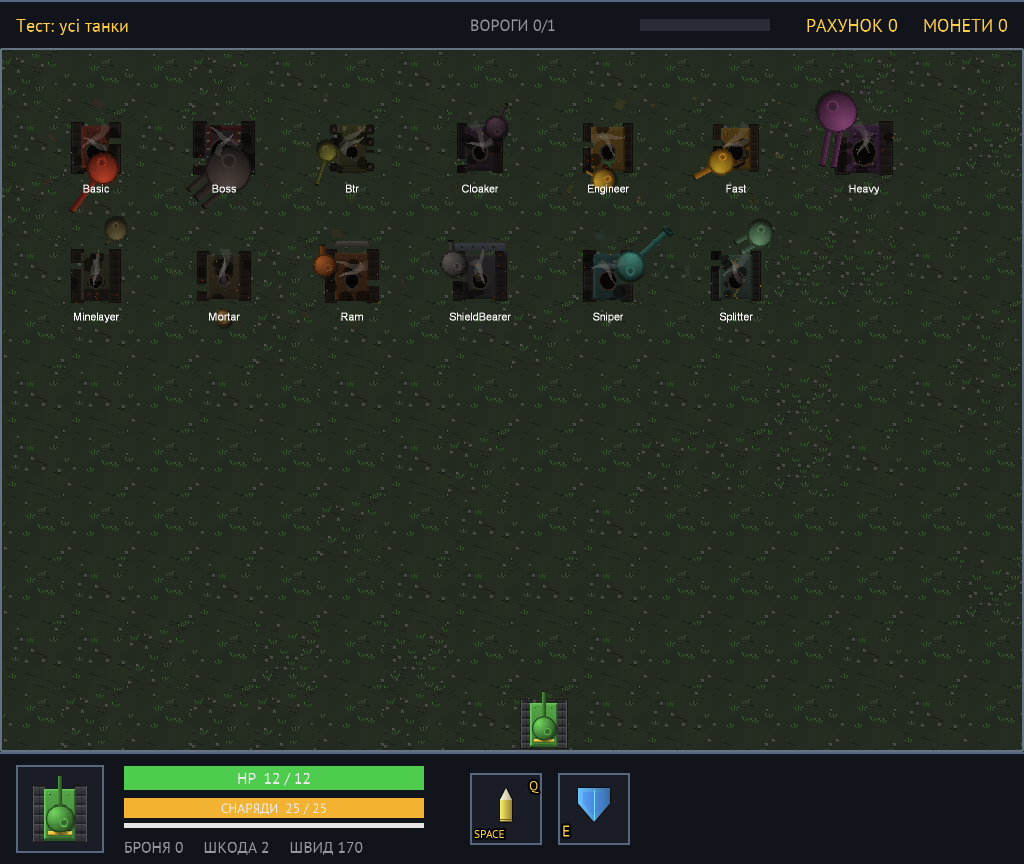 Тест: усі танки
ВОРОГИ 0/1
РАХУНОК 0
МОНЕТИ 0
Basic
Boss
Btr
Cloaker
Engineer
Fast
Heavy
Minelayer
Mortar
Ram
ShieldBearer
Sniper
Splitter
HP 12 / 12
СНАРЯДИ 25 / 25
БРОНЯ 0
ШКОДА 2
ШВИД 170
Q
SPACE
E